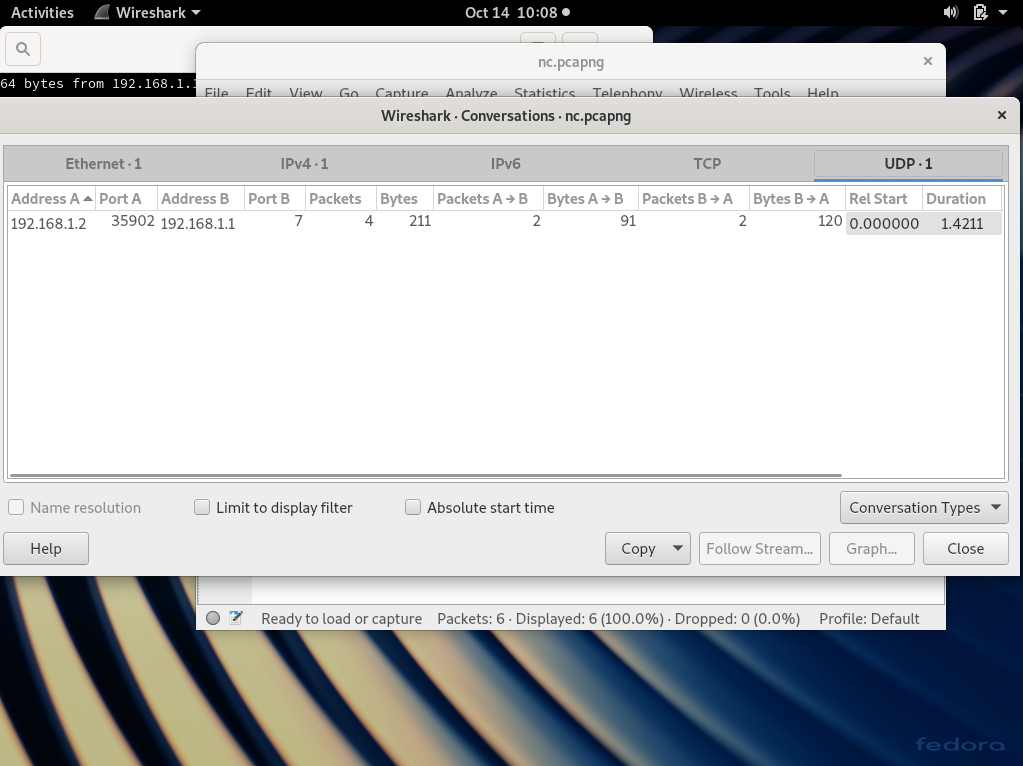 Activities Wireshark Oct 14 10:08
nc.pcapng
64 bytes from 192.168.1.1
File Edit View Go Capture Analyze Statistics Telephony Wireless Tools Help
Wireshark · Conversations · nc.pcapng
Ethernet · 1 IPv4 · 1 IPv6 TCP UDP · 1
Address A Port A Address B Port B Packets Bytes Packets A → B Bytes A → B Packets B → A Bytes B → A Rel Start Duration
192.168.1.2 35902 192.168.1.1 7 4 211 2 91 2 120 0.000000 1.4211
Name resolution Limit to display filter Absolute start time Conversation Types
Help Copy Follow Stream... Graph... Close
Ready to load or capture Packets: 6 · Displayed: 6 (100.0%) · Dropped: 0 (0.0%) Profile: Default
fedora